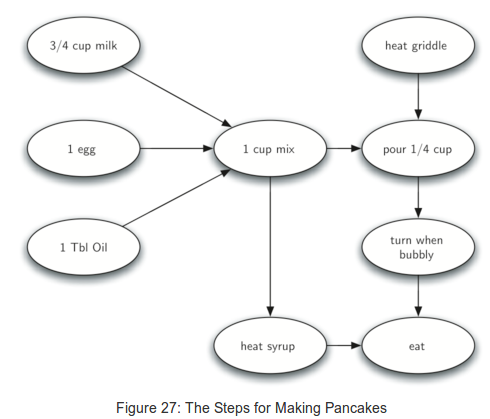 3/4 cup milk
heat griddle
1 egg
1 cup mix
pour 1/4 cup
1 Tbl Oil
turn when
bubbly
heat syrup
eat
Figure 27: The Steps for Making Pancakes